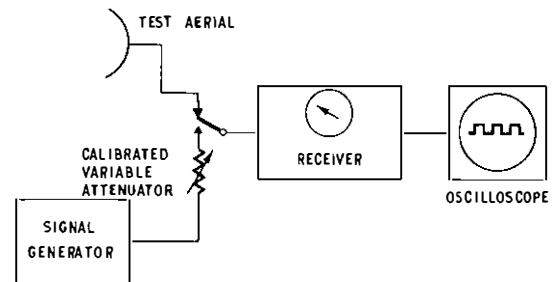 TEST AERIAL
CALIBRATED
VARIABLE
ATTENUATOR
RECEIVER
OSCILLOSCOPE
SIGNAL
GENERATOR